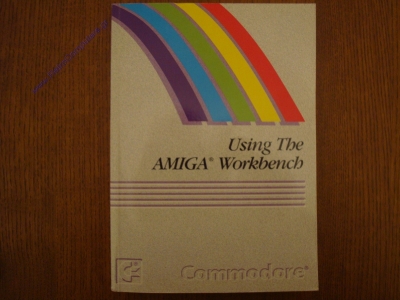 Using The
AMIGA® Workbench
Commodore®